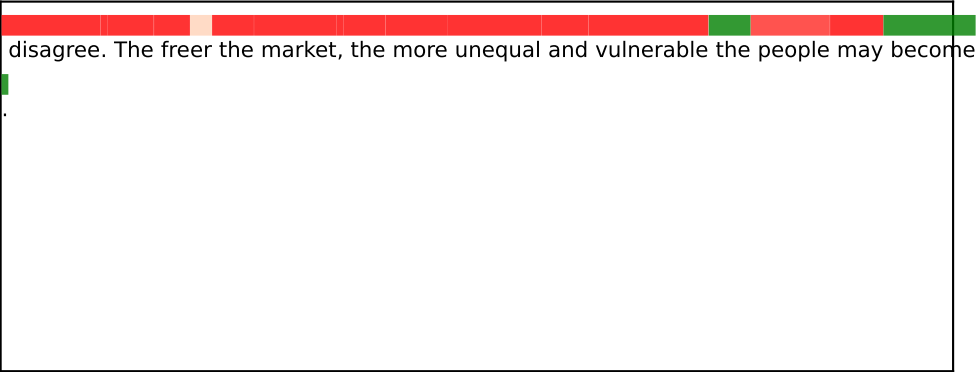 disagree. The freer the market, the more unequal and vulnerable the people may become
.